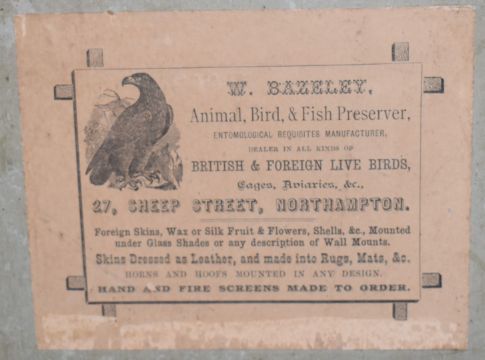 W. BAZELEY,
Animal, Bird, & Fish Preserver,
ENTOMOLOGICAL REQUISITES MANUFACTURER,
DEALER IN ALL KINDS OF
BRITISH & FOREIGN LIVE BIRDS,
Cages, Aviaries, &c.,
27, SHEEP STREET, NORTHAMPTON.
Foreign Skins, Wax or Silk Fruit & Flowers, Shells, &c., Mounted
under Glass Shades or any description of Wall Mounts.
Skins Dressed as Leather, and made into Rugs, Mats, &c.
HORNS AND HOOFS MOUNTED IN ANY DESIGN.
HAND AND FIRE SCREENS MADE TO ORDER.